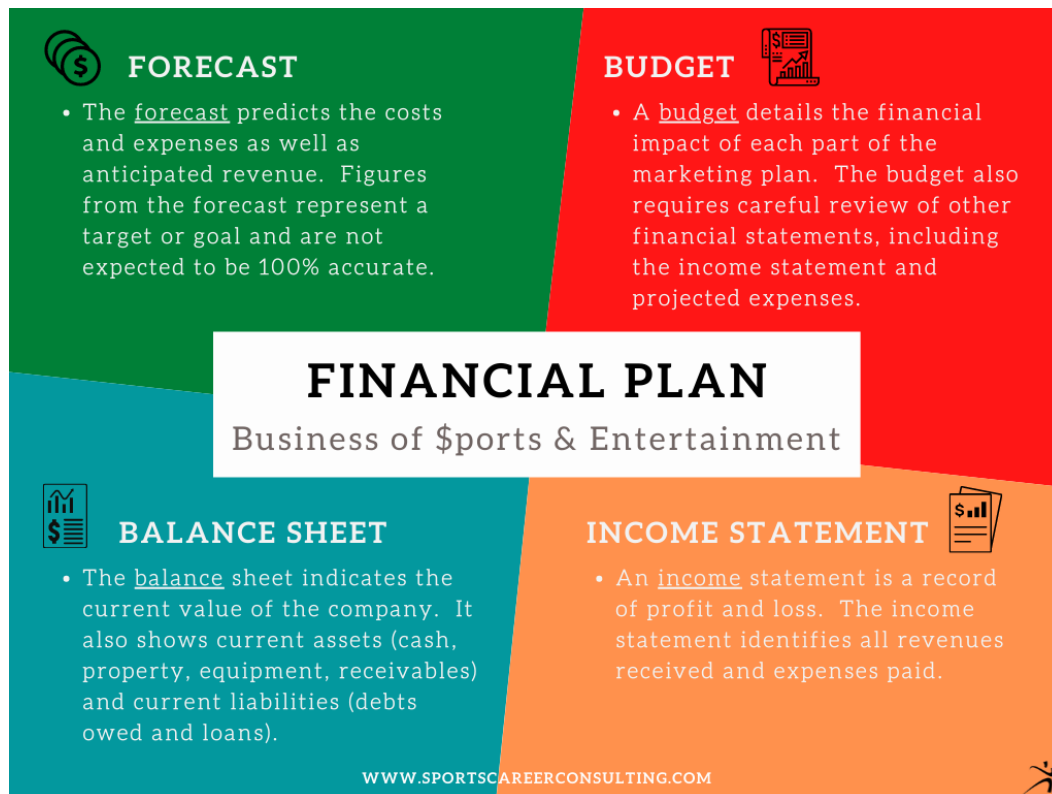 FORECAST
• The forecast predicts the costs
and expenses as well as
anticipated revenue.  Figures
from the forecast represent a
target or goal and are not
expected to be 100% accurate.
BUDGET
• A budget details the financial
impact of each part of the
marketing plan.  The budget also
requires careful review of other
financial statements, including
the income statement and
projected expenses.
FINANCIAL PLAN
Business of $ports & Entertainment
BALANCE SHEET
• The balance sheet indicates the
current value of the company.  It
also shows current assets (cash,
property, equipment, receivables)
and current liabilities (debts
owed and loans).
INCOME STATEMENT
• An income statement is a record
of profit and loss.  The income
statement identifies all revenues
received and expenses paid.
WWW.SPORTSCAREERCONSULTING.COM